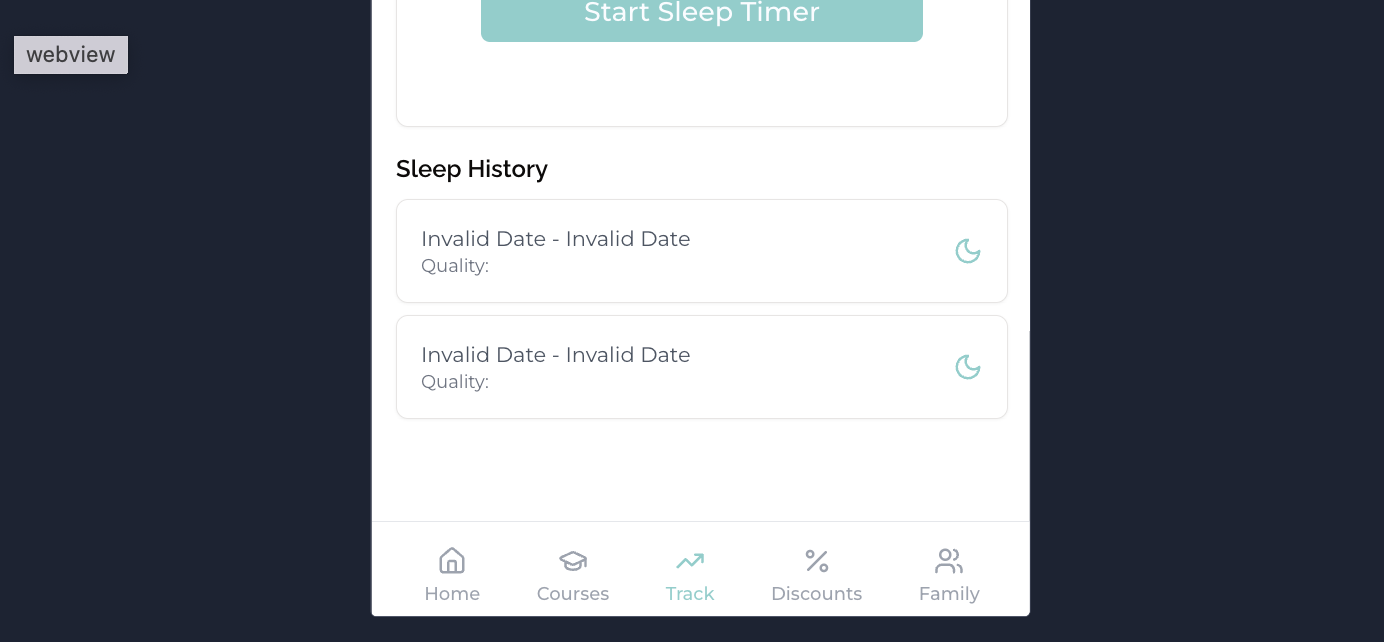 Start Sleep Timer
webview
Sleep History
Invalid Date - Invalid Date
Quality:
Invalid Date - Invalid Date
Quality:
Home
Courses
Track
Discounts
Family